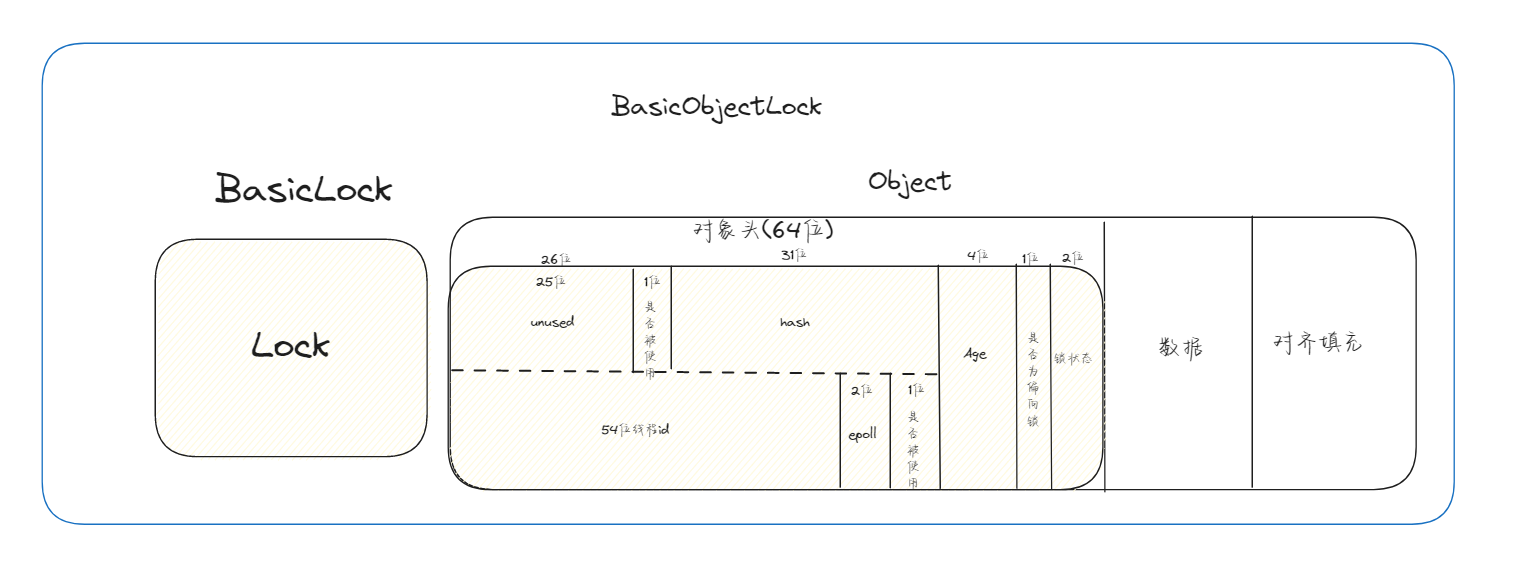 BasicObjectLock
BasicLock
Object
Lock
对象头(64位)
26位
31位
4位
1位
2位
25位
unused
1位
是否被使用
hash
Age
是否为偏向锁
锁状态
54位线程id
2位
epoll
1位
是否被使用
数据
对齐填充